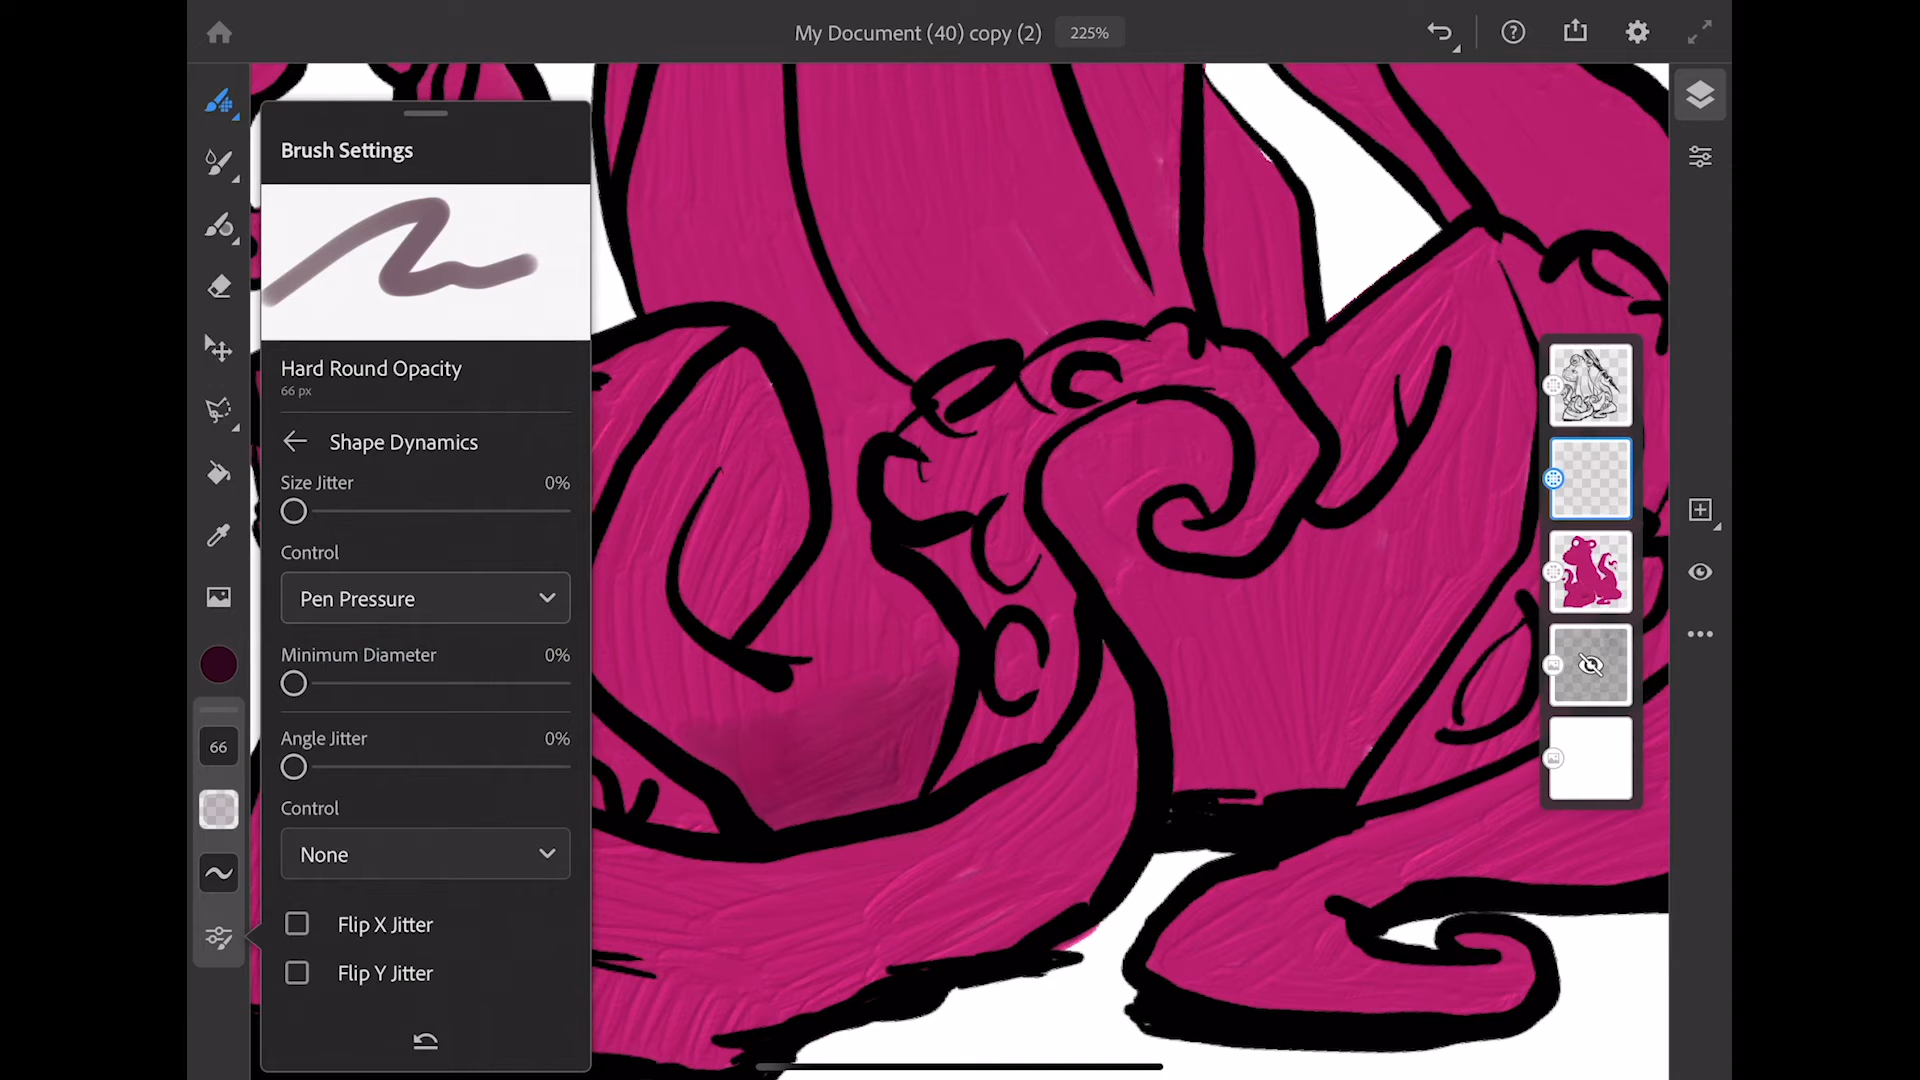 My Document (40) copy (2) 225%
Brush Settings
Hard Round Opacity
66 px
Shape Dynamics
Size Jitter 0%
Control
Pen Pressure
Minimum Diameter 0%
Angle Jitter 0%
Control
None
Flip X Jitter
Flip Y Jitter
66